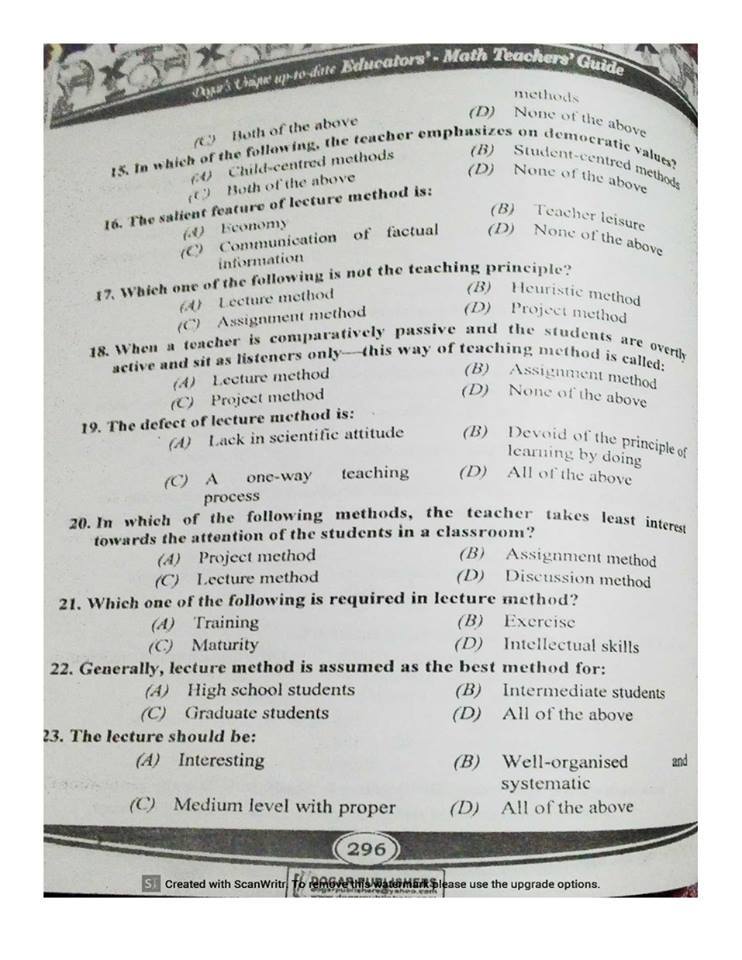 Dogar's Unique up-to-date Educators' - Math Teachers' Guide
methods
(C) Both of the above (D) None of the above
15. In which of the following, the teacher emphasizes on democratic values?
(A) Child-centred methods (B) Student-centred methods
(C) Both of the above (D) None of the above
16. The salient feature of lecture method is:
(A) Economy (B) Teacher leisure
(C) Communication of factual (D) None of the above
information
17. Which one of the following is not the teaching principle?
(A) Lecture method (B) Heuristic method
(C) Assignment method (D) Project method
18. When a teacher is comparatively passive and the students are overtly
active and sit as listeners only—this way of teaching method is called:
(A) Lecture method (B) Assignment method
(C) Project method (D) None of the above
19. The defect of lecture method is:
(A) Lack in scientific attitude (B) Devoid of the principle of
learning by doing
(C) A one-way teaching (D) All of the above
process
20. In which of the following methods, the teacher takes least interest
towards the attention of the students in a classroom?
(A) Project method (B) Assignment method
(C) Lecture method (D) Discussion method
21. Which one of the following is required in lecture method?
(A) Training (B) Exercise
(C) Maturity (D) Intellectual skills
22. Generally, lecture method is assumed as the best method for:
(A) High school students (B) Intermediate students
(C) Graduate students (D) All of the above
23. The lecture should be:
(A) Interesting (B) Well-organised and
systematic
(C) Medium level with proper (D) All of the above
296
Created with ScanWritr. To remove this watermark please use the upgrade options.
DOGAR PUBLISHERS